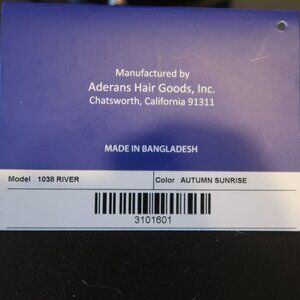 Manufactured by
Aderans Hair Goods, Inc.
Chatsworth, California 91311
MADE IN BANGLADESH
Model 1038 RIVER Color AUTUMN SUNRISE
3101601